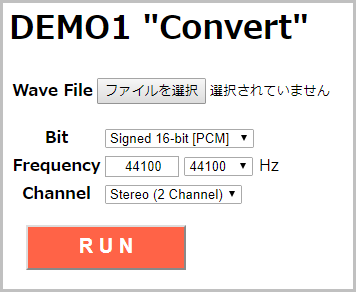 DEMO1 "Convert"
Wave File ファイルを選択 選択されていません
Bit Signed 16-bit [PCM]
Frequency 44100 44100 Hz
Channel Stereo (2 Channel)
RUN